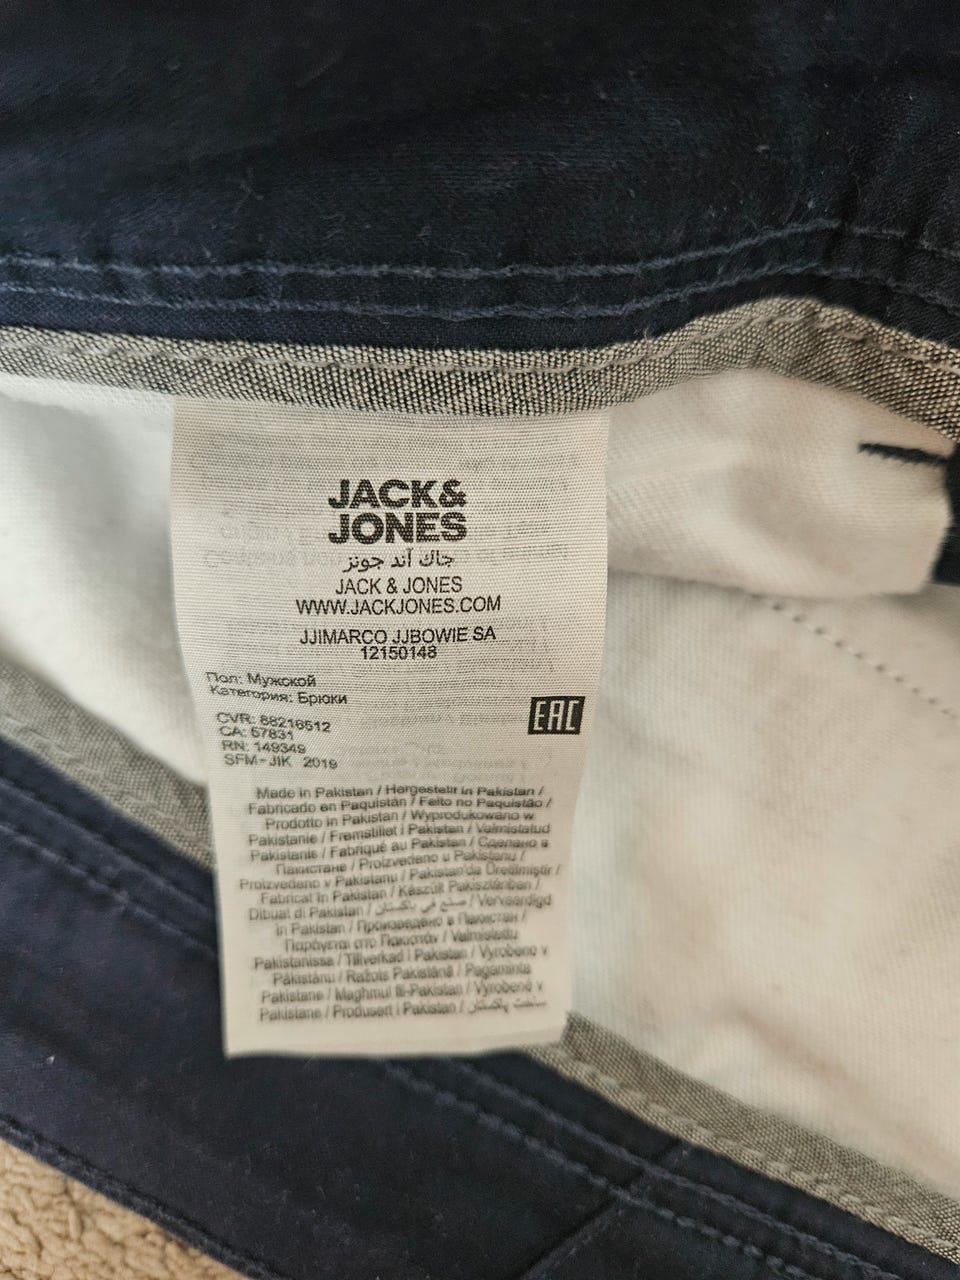 JACK&
JONES
جاك آند جونز
JACK & JONES
WWW.JACKJONES.COM
JJIMARCO JJBOWIE SA
12150148
Пол: Мужской
Категория: Брюки
EAC
CVR: 88216512
CA: 57831
RN: 149349
SFM-JIK 2019
Made in Pakistan / Hergestellt in Pakistan /
Fabricado en Paquistán / Feito no Paquistão /
Prodotto in Pakistan / Wyprodukowano w
Pakistanie / Fremstillet i Pakistan / Valmistatud
Pakistanis / Fabriqué au Pakistan / Сделано в
Пакистане / Proizvedeno u Pakistanu /
Proizvedeno v Pakistanu / Pakistan'da Üretilmiştir /
Fabricat în Pakistan / Készült Pakisztánban /
Dibuat di Pakistan / صنع في باكستان / Vervaardigd
in Pakistan / Произведено в Пакистан /
Παράγεται στο Πακιστάν / Valmistettu
Pakistanissa / Tillverkad i Pakistan / Vyrobeno v
Pákistánu / Ražots Pakistānā / Pagaminta
Pakistane / Maghmul fil-Pakistan / Vyrobené v
Pakistane / Produsert i Pakistan / ساخت پاکستان